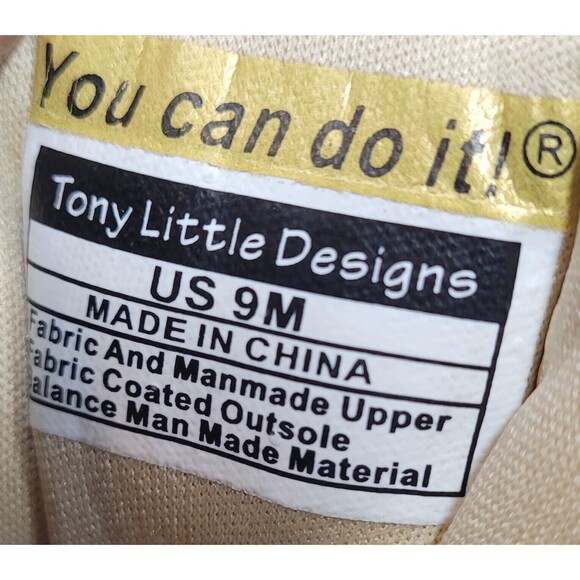 You can do it!®
Tony Little Designs
US 9M
MADE IN CHINA
Fabric And Manmade Upper
Fabric Coated Outsole
Balance Man Made Material